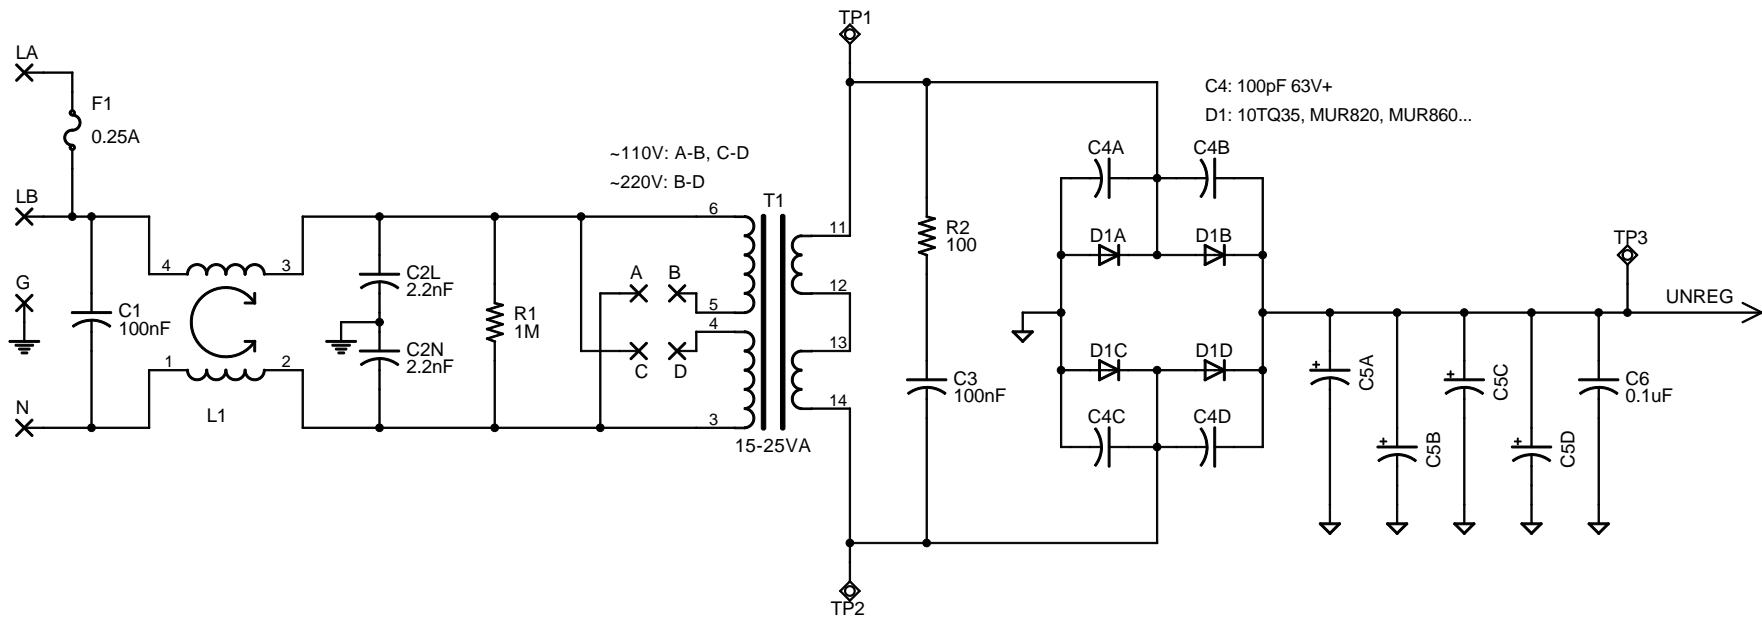 TP1
LA
F1
0.25A
C4: 100pF 63V+
D1: 10TQ35, MUR820, MUR860...
~110V: A-B, C-D
~220V: B-D
C4A
C4B
LB
T1
6
11
R2
100
D1A
D1B
TP3
4
3
G
C1
100nF
C2L
2.2nF
A
B
5
12
UNREG
R1
1M
4
13
1
2
C2N
2.2nF
C
D
D1C
D1D
C3
100nF
C5A
C5C
C6
0.1uF
N
L1
3
14
15-25VA
C4C
C4D
C5B
C5D
TP2